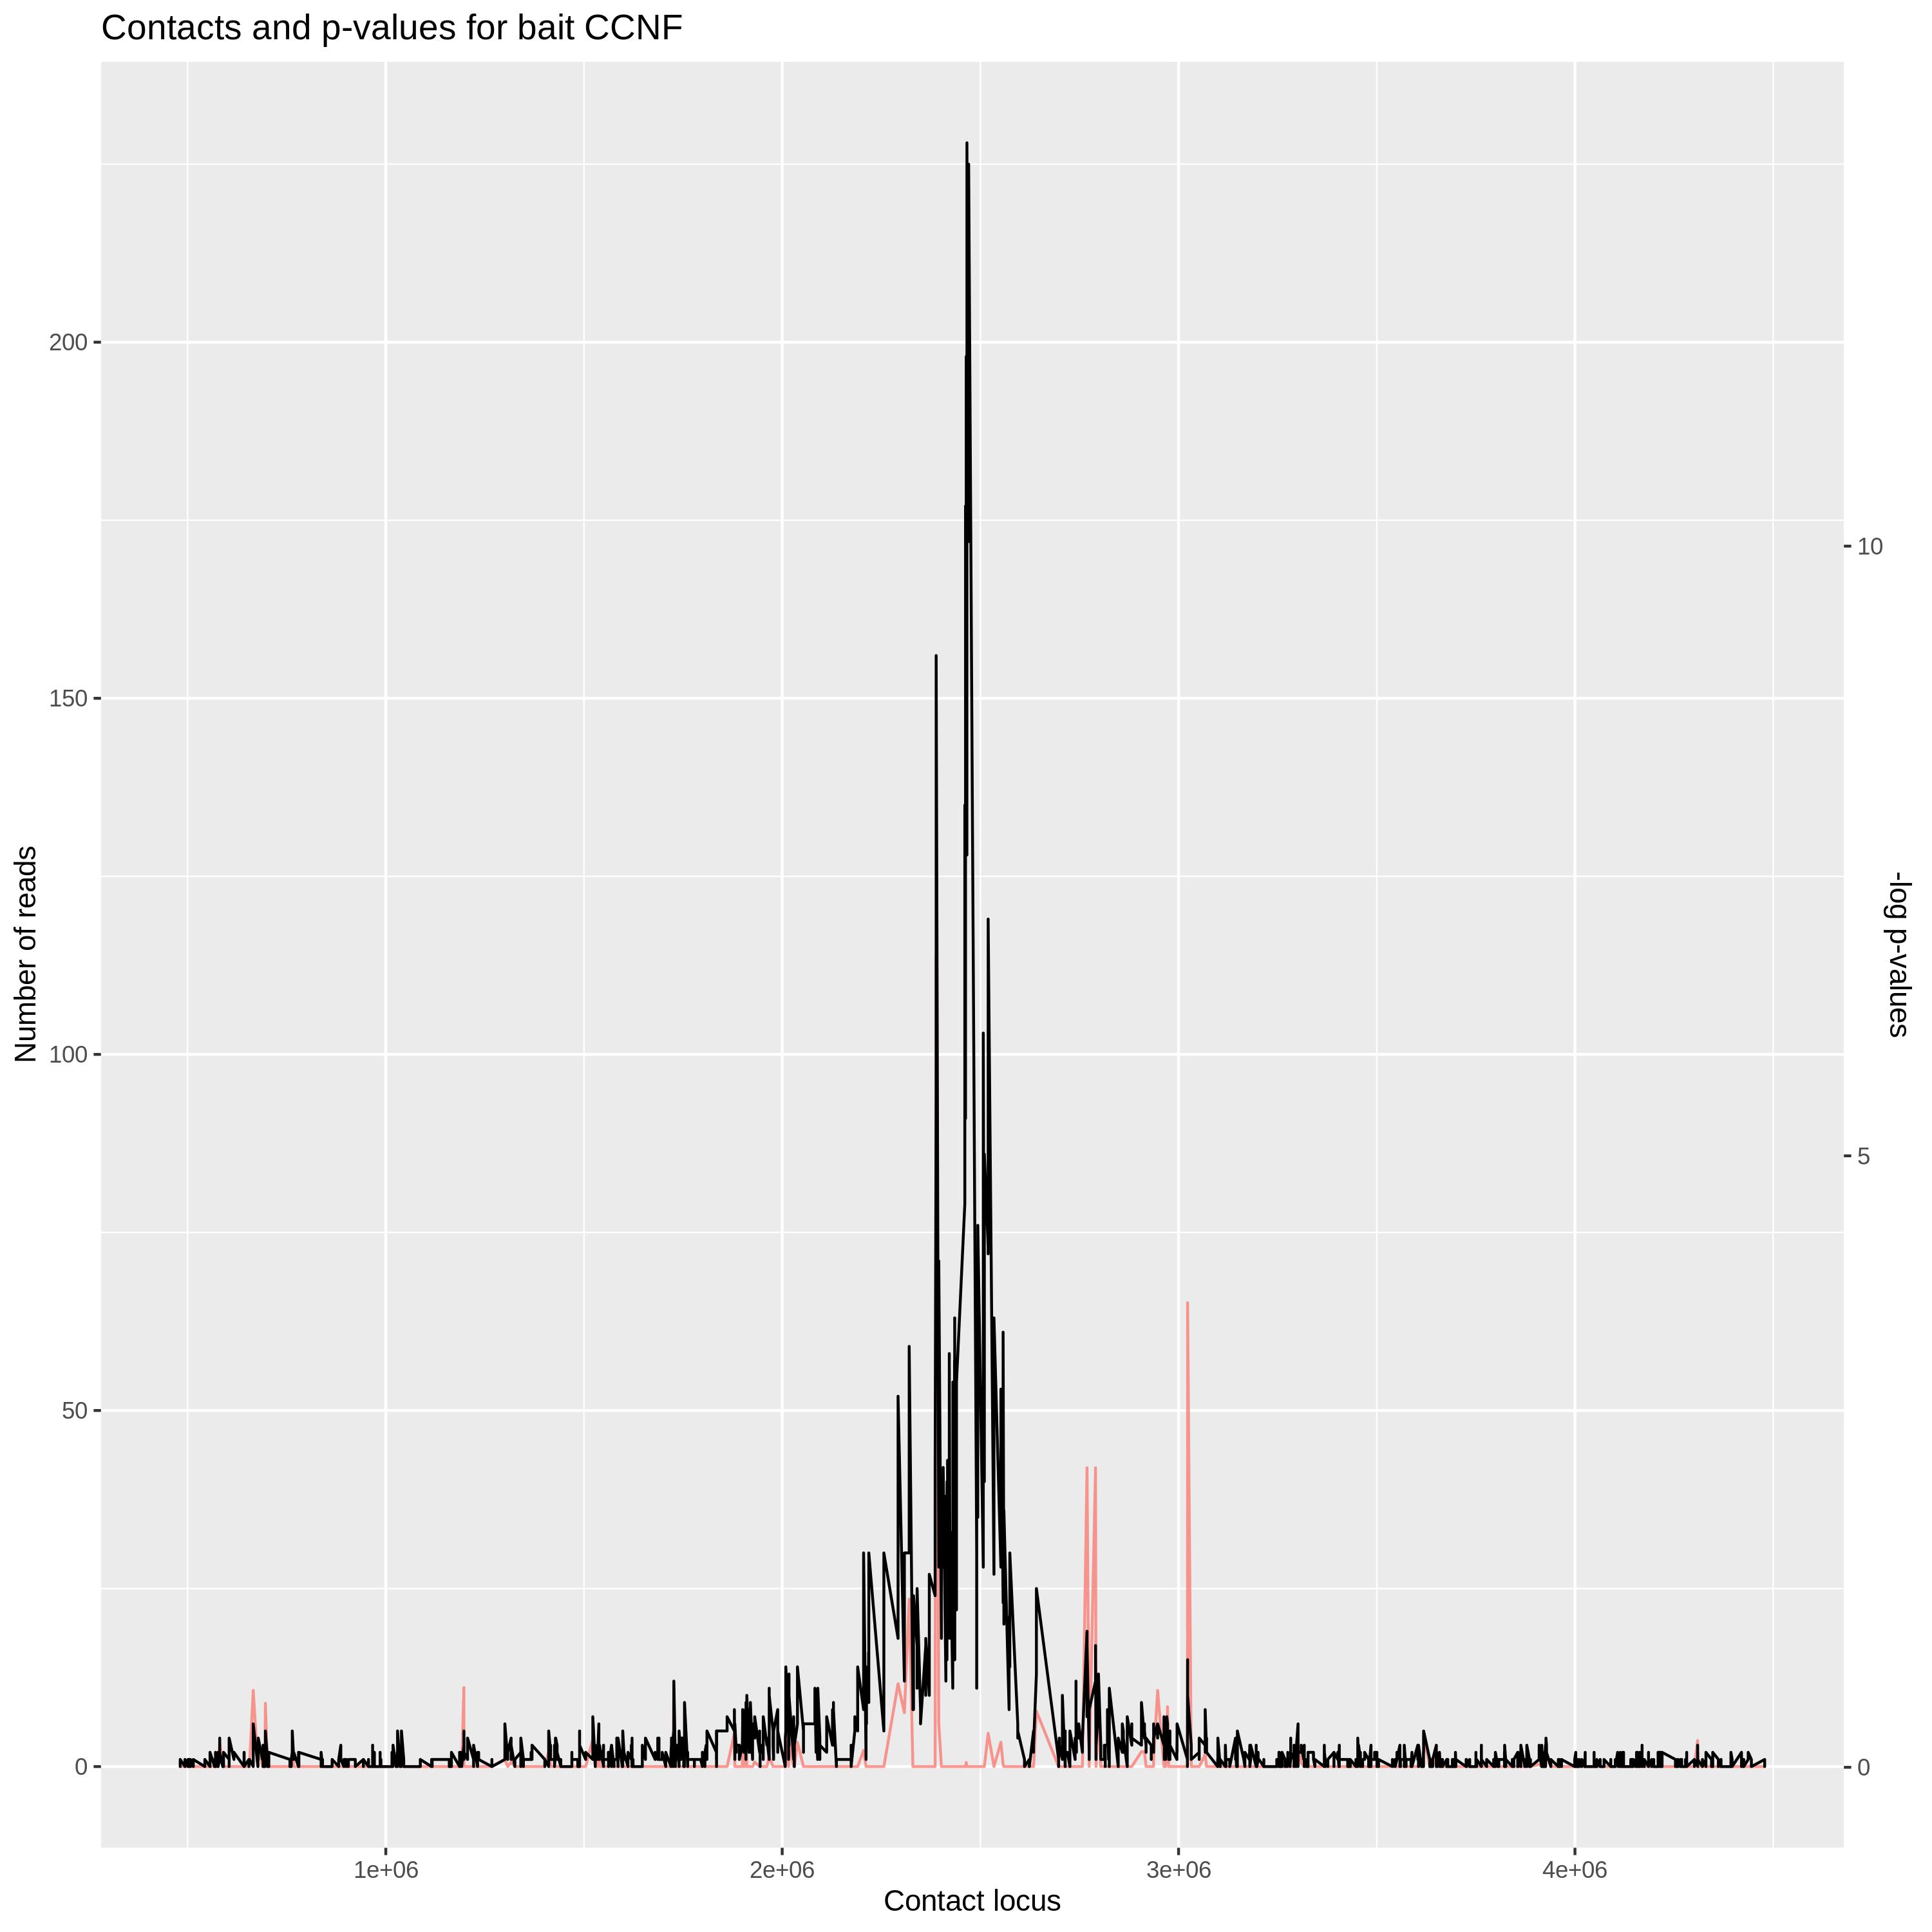 Contacts and p-values for bait CCNF
Number of reads
200
150
100
50
0
-log p-values
10
5
0
1e+06
2e+06
3e+06
4e+06
Contact locus